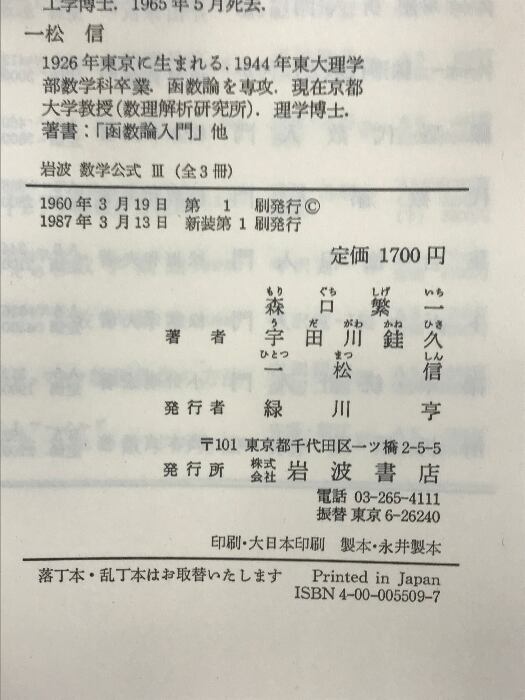 工学博士. 1965年5月死去.
一松 信
1926年東京に生まれる. 1944年東大理学
部数学科卒業. 函数論を専攻. 現在京都
大学教授(数理解析研究所). 理学博士.
著書:「函数論入門」他
岩波 数学公式 Ⅲ (全3冊)
1960年3月19日 第1刷発行©
1987年3月13日 新装第1刷発行
定価 1700円
もり ぐち しげ いち
森口繁一
う だ がわ かね ひさ
著者 宇田川銈久
ひとつ まつ しん
一松信
発行者 緑川亨
〒101 東京都千代田区一ツ橋2-5-5
発行所 株式会社 岩波書店
電話 03-265-4111
振替 東京 6-26240
印刷・大日本印刷 製本・永井製本
落丁本・乱丁本はお取替いたします Printed in Japan
ISBN4-00-005509-7